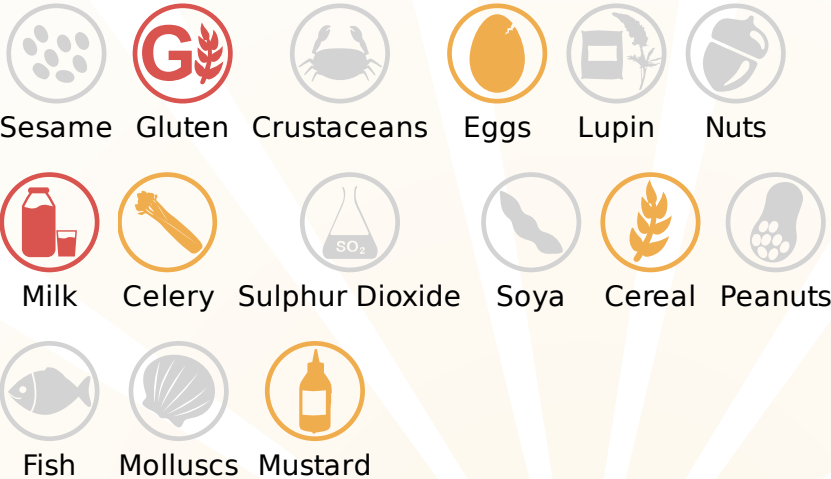 G
Sesame Gluten Crustaceans Eggs Lupin Nuts
SO₂
Milk Celery Sulphur Dioxide Soya Cereal Peanuts
Fish Molluscs Mustard